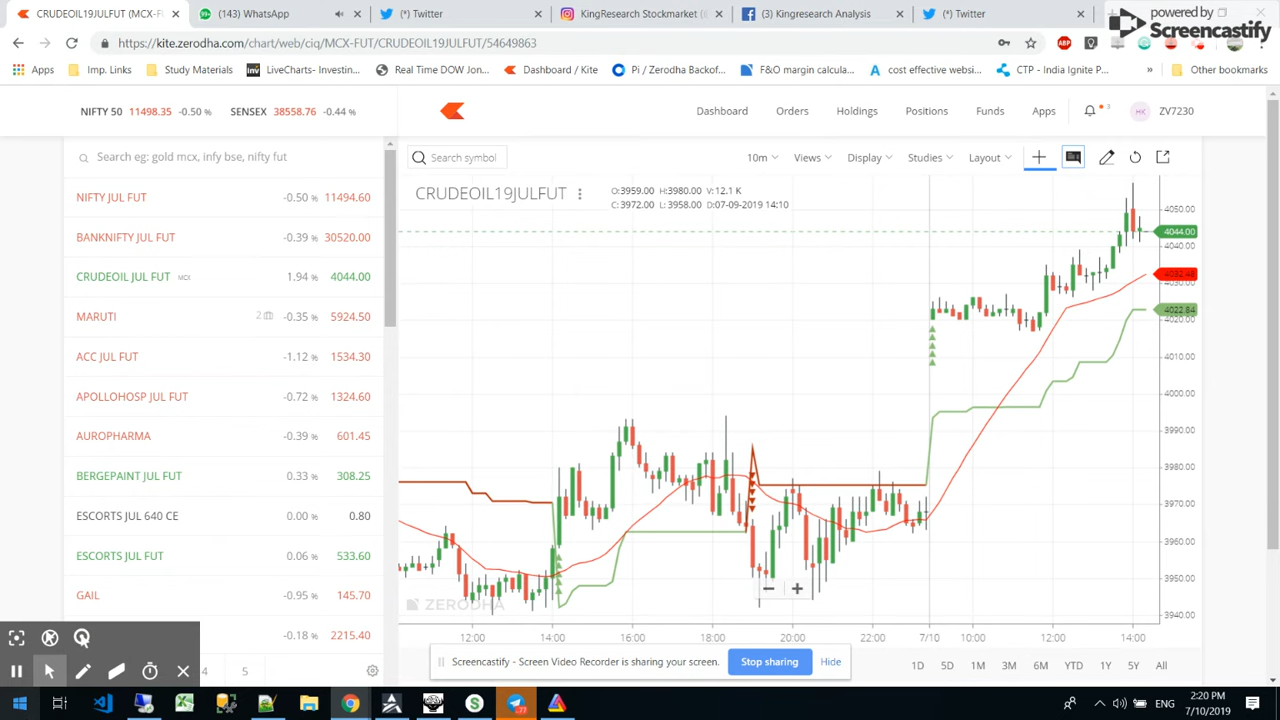 CRUDEOIL19JULFUT (MCX-F
(143) WhatsApp
(*) Twitter
KingResearch Stockmarket (
(3) Kingresearch Analysis
(*) Twitter
powered by
Screencastify
https://kite.zerodha.com/chart/web/ciq/MCX-FUT/CRUDEOIL19JULFUT/56498631
Apps
Imp. Links
Study Materials
LiveCharts- Investin...
Real Time DOW Jon...
Dashboard / Kite
Pi / Zerodha Backof...
F&O margin calcula...
cost effective websi...
CTP - India Ignite P...
»
Other bookmarks
NIFTY 50 11498.35 -0.50 %
SENSEX 38558.76 -0.44 %
Dashboard
Orders
Holdings
Positions
Funds
Apps
3
HK
ZV7230
Search eg: gold mcx, infy bse, nifty fut
NIFTY JUL FUT -0.50 % 11494.60
BANKNIFTY JUL FUT -0.39 % 30520.00
CRUDEOIL JUL FUT MCX 1.94 % 4044.00
MARUTI 2 -0.35 % 5924.50
ACC JUL FUT -1.12 % 1534.30
APOLLOHOSP JUL FUT -0.72 % 1324.60
AUROPHARMA -0.39 % 601.45
BERGEPAINT JUL FUT 0.33 % 308.25
ESCORTS JUL 640 CE 0.00 % 0.80
ESCORTS JUL FUT 0.06 % 533.60
GAIL -0.95 % 145.70
-0.18 % 2215.40
4 5
Search symbol
10m
Views
Display
Studies
Layout
CRUDEOIL19JULFUT
O:3959.00 H:3980.00 V: 12.1 K
C: 3972.00 L: 3958.00 D:07-09-2019 14:10
4050.00
4044.00
4040.00
4032.48
4030.00
4022.84
4020.00
4010.00
4000.00
3990.00
3980.00
3970.00
3960.00
3950.00
3940.00
ZERODHA
12:00 14:00 16:00 18:00 20:00 22:00 7/10 10:00 12:00 14:00
Screencastify - Screen Video Recorder is sharing your screen.
Stop sharing
Hide
1D 5D 1M 3M 6M YTD 1Y 5Y All
27
ENG
2:20 PM
7/10/2019